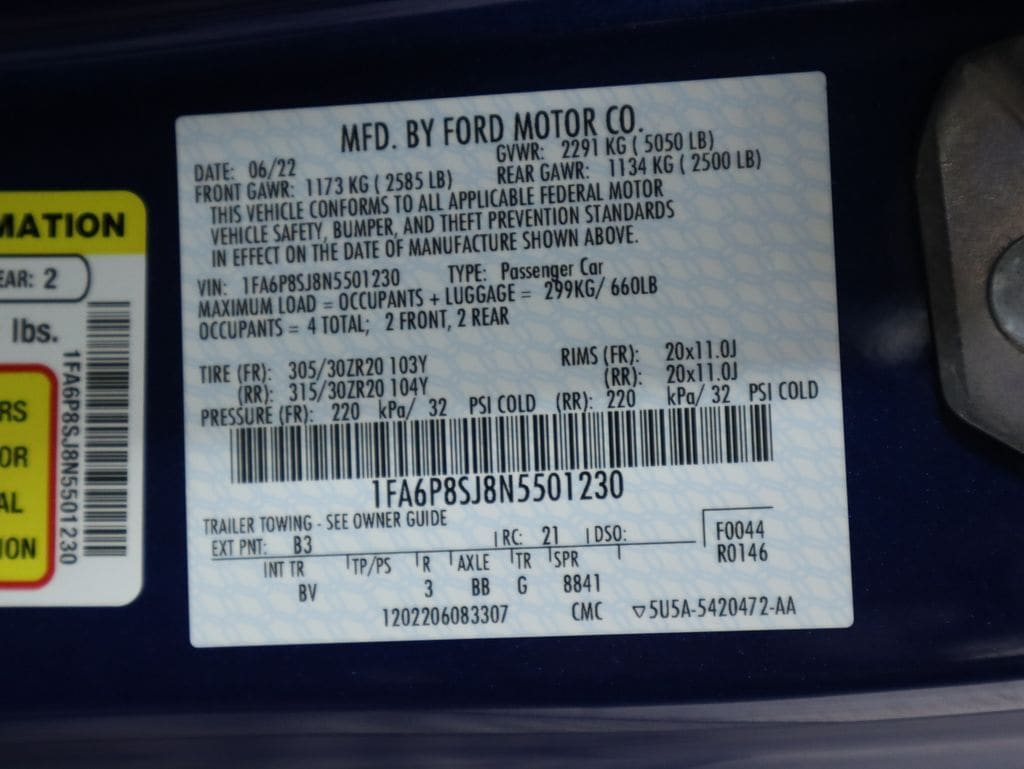 MATION
EAR: 2
lbs.
RS
OR
AL
ION
1FA6P8SJ8N5501230
MFD. BY FORD MOTOR CO.
DATE: 06/22 GVWR: 2291 KG ( 5050 LB)
FRONT GAWR: 1173 KG ( 2585 LB) REAR GAWR: 1134 KG ( 2500 LB)
THIS VEHICLE CONFORMS TO ALL APPLICABLE FEDERAL MOTOR
VEHICLE SAFETY, BUMPER, AND THEFT PREVENTION STANDARDS
IN EFFECT ON THE DATE OF MANUFACTURE SHOWN ABOVE.
VIN: 1FA6P8SJ8N5501230 TYPE: Passenger Car
MAXIMUM LOAD = OCCUPANTS + LUGGAGE = 299KG/ 660LB
OCCUPANTS = 4 TOTAL; 2 FRONT, 2 REAR
TIRE (FR): 305/30ZR20 103Y RIMS (FR): 20x11.0J
(RR): 315/30ZR20 104Y (RR): 20x11.0J
PRESSURE (FR): 220 kPa/ 32 PSI COLD (RR): 220 kPa/ 32 PSI COLD
1FA6P8SJ8N5501230
TRAILER TOWING - SEE OWNER GUIDE
EXT PNT: B3 RC: 21 DSO: F0044
R0146
INT TR TP/PS R AXLE TR SPR
BV 3 BB G 8841
1202206083307 CMC ▽5U5A-5420472-AA